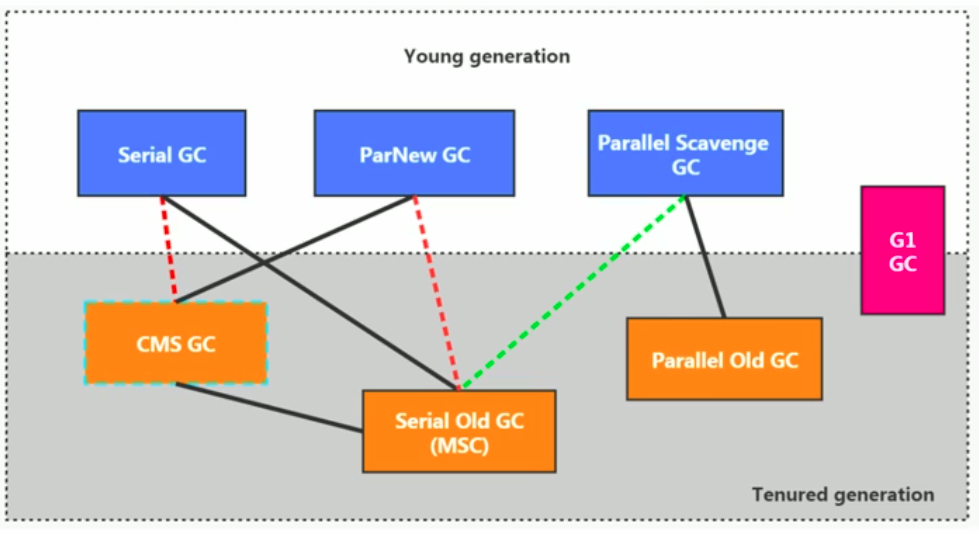 Young generation
Serial GC
ParNew GC
Parallel Scavenge
GC
G1
GC
CMS GC
Parallel Old GC
Serial Old GC
(MSC)
Tenured generation